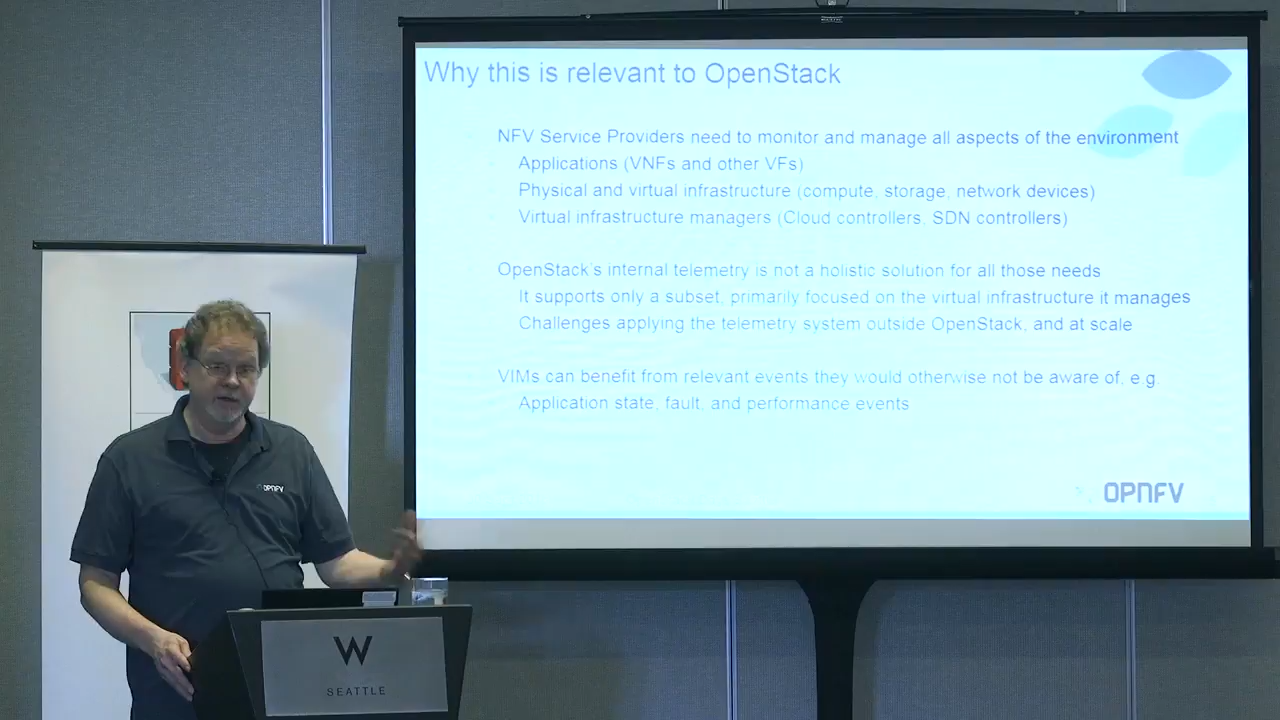 Why this is relevant to OpenStack
NFV Service Providers need to monitor and manage all aspects of the environment
Applications (VNFs and other VFs)
Physical and virtual infrastructure (compute, storage, network devices)
Virtual infrastructure managers (Cloud controllers, SDN controllers)
OpenStack's internal telemetry is not a holistic solution for all those needs
It supports only a subset, primarily focused on the virtual infrastructure it manages
Challenges applying the telemetry system outside OpenStack, and at scale
VIMs can benefit from relevant events they would otherwise not be aware of, e.g.
Application state, fault, and performance events
OPNFV
OPNFV
W
SEATTLE